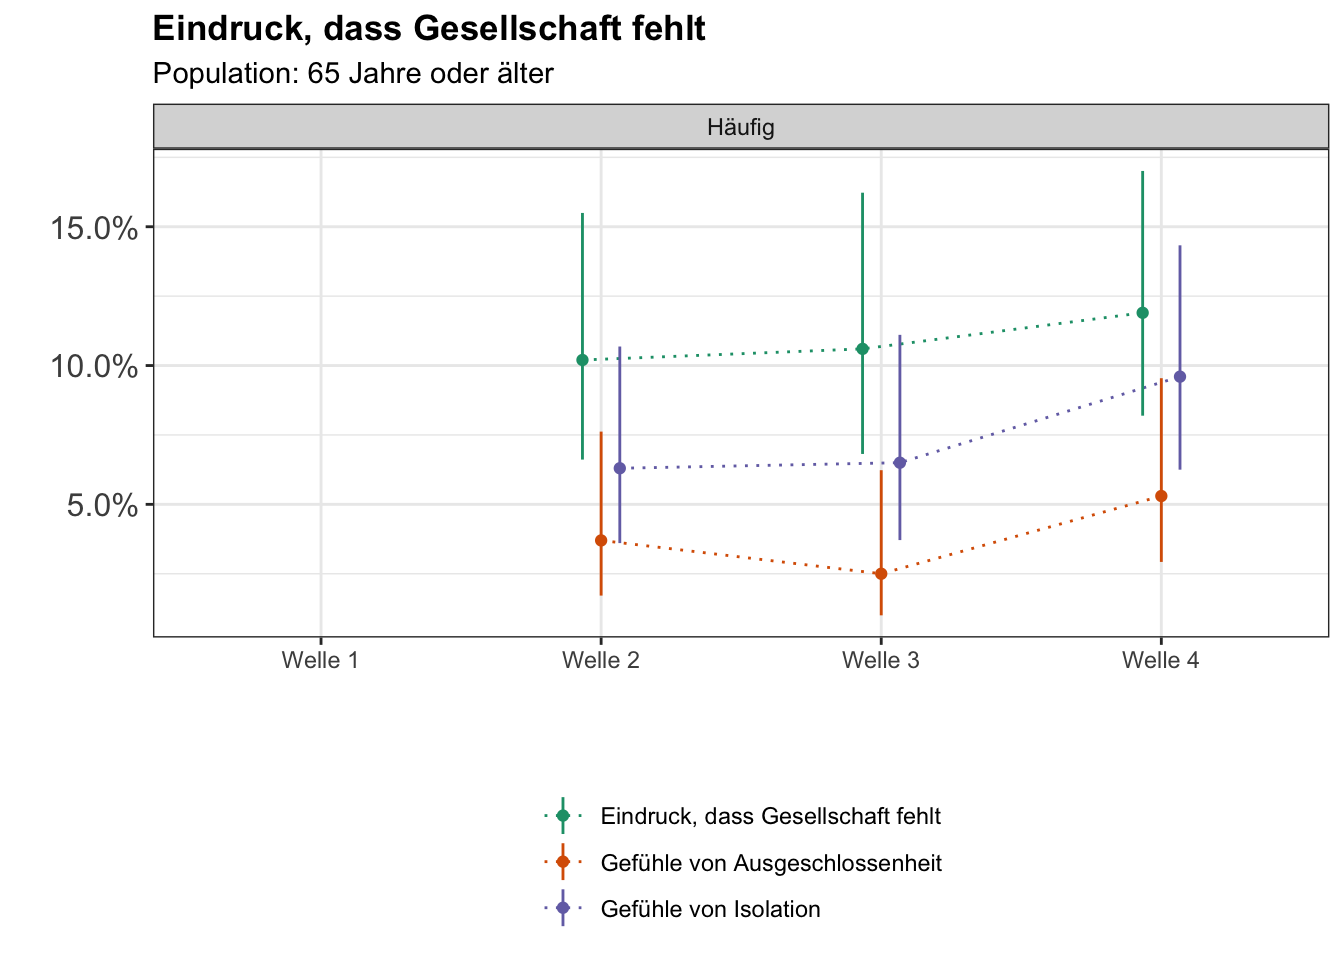 Eindruck, dass Gesellschaft fehlt
Population: 65 Jahre oder älter
Häufig
15.0%
10.0%
5.0%
Welle 1
Welle 2
Welle 3
Welle 4
Eindruck, dass Gesellschaft fehlt
Gefühle von Ausgeschlossenheit
Gefühle von Isolation